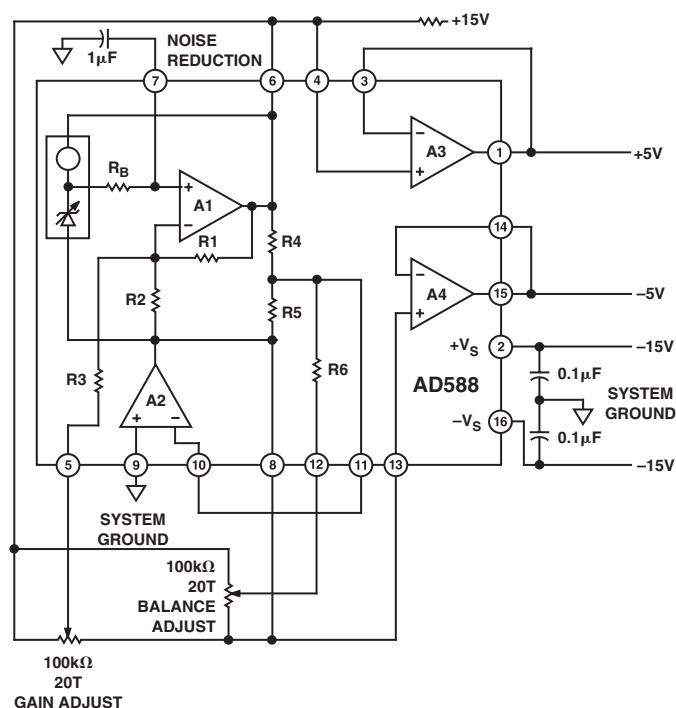 +15V
NOISE
REDUCTION
1µF
7
6
4
3
RB
+
A1
−
R1
R4
R2
R5
R3
R6
A2
+
−
−
A3
+
1
+5V
14
−
A4
+
15
−5V
+VS
2
−15V
AD588
0.1µF
SYSTEM
GROUND
−VS
16
0.1µF
−15V
5
9
10
8
12
11
13
SYSTEM
GROUND
100kΩ
20T
BALANCE
ADJUST
100kΩ
20T
GAIN ADJUST